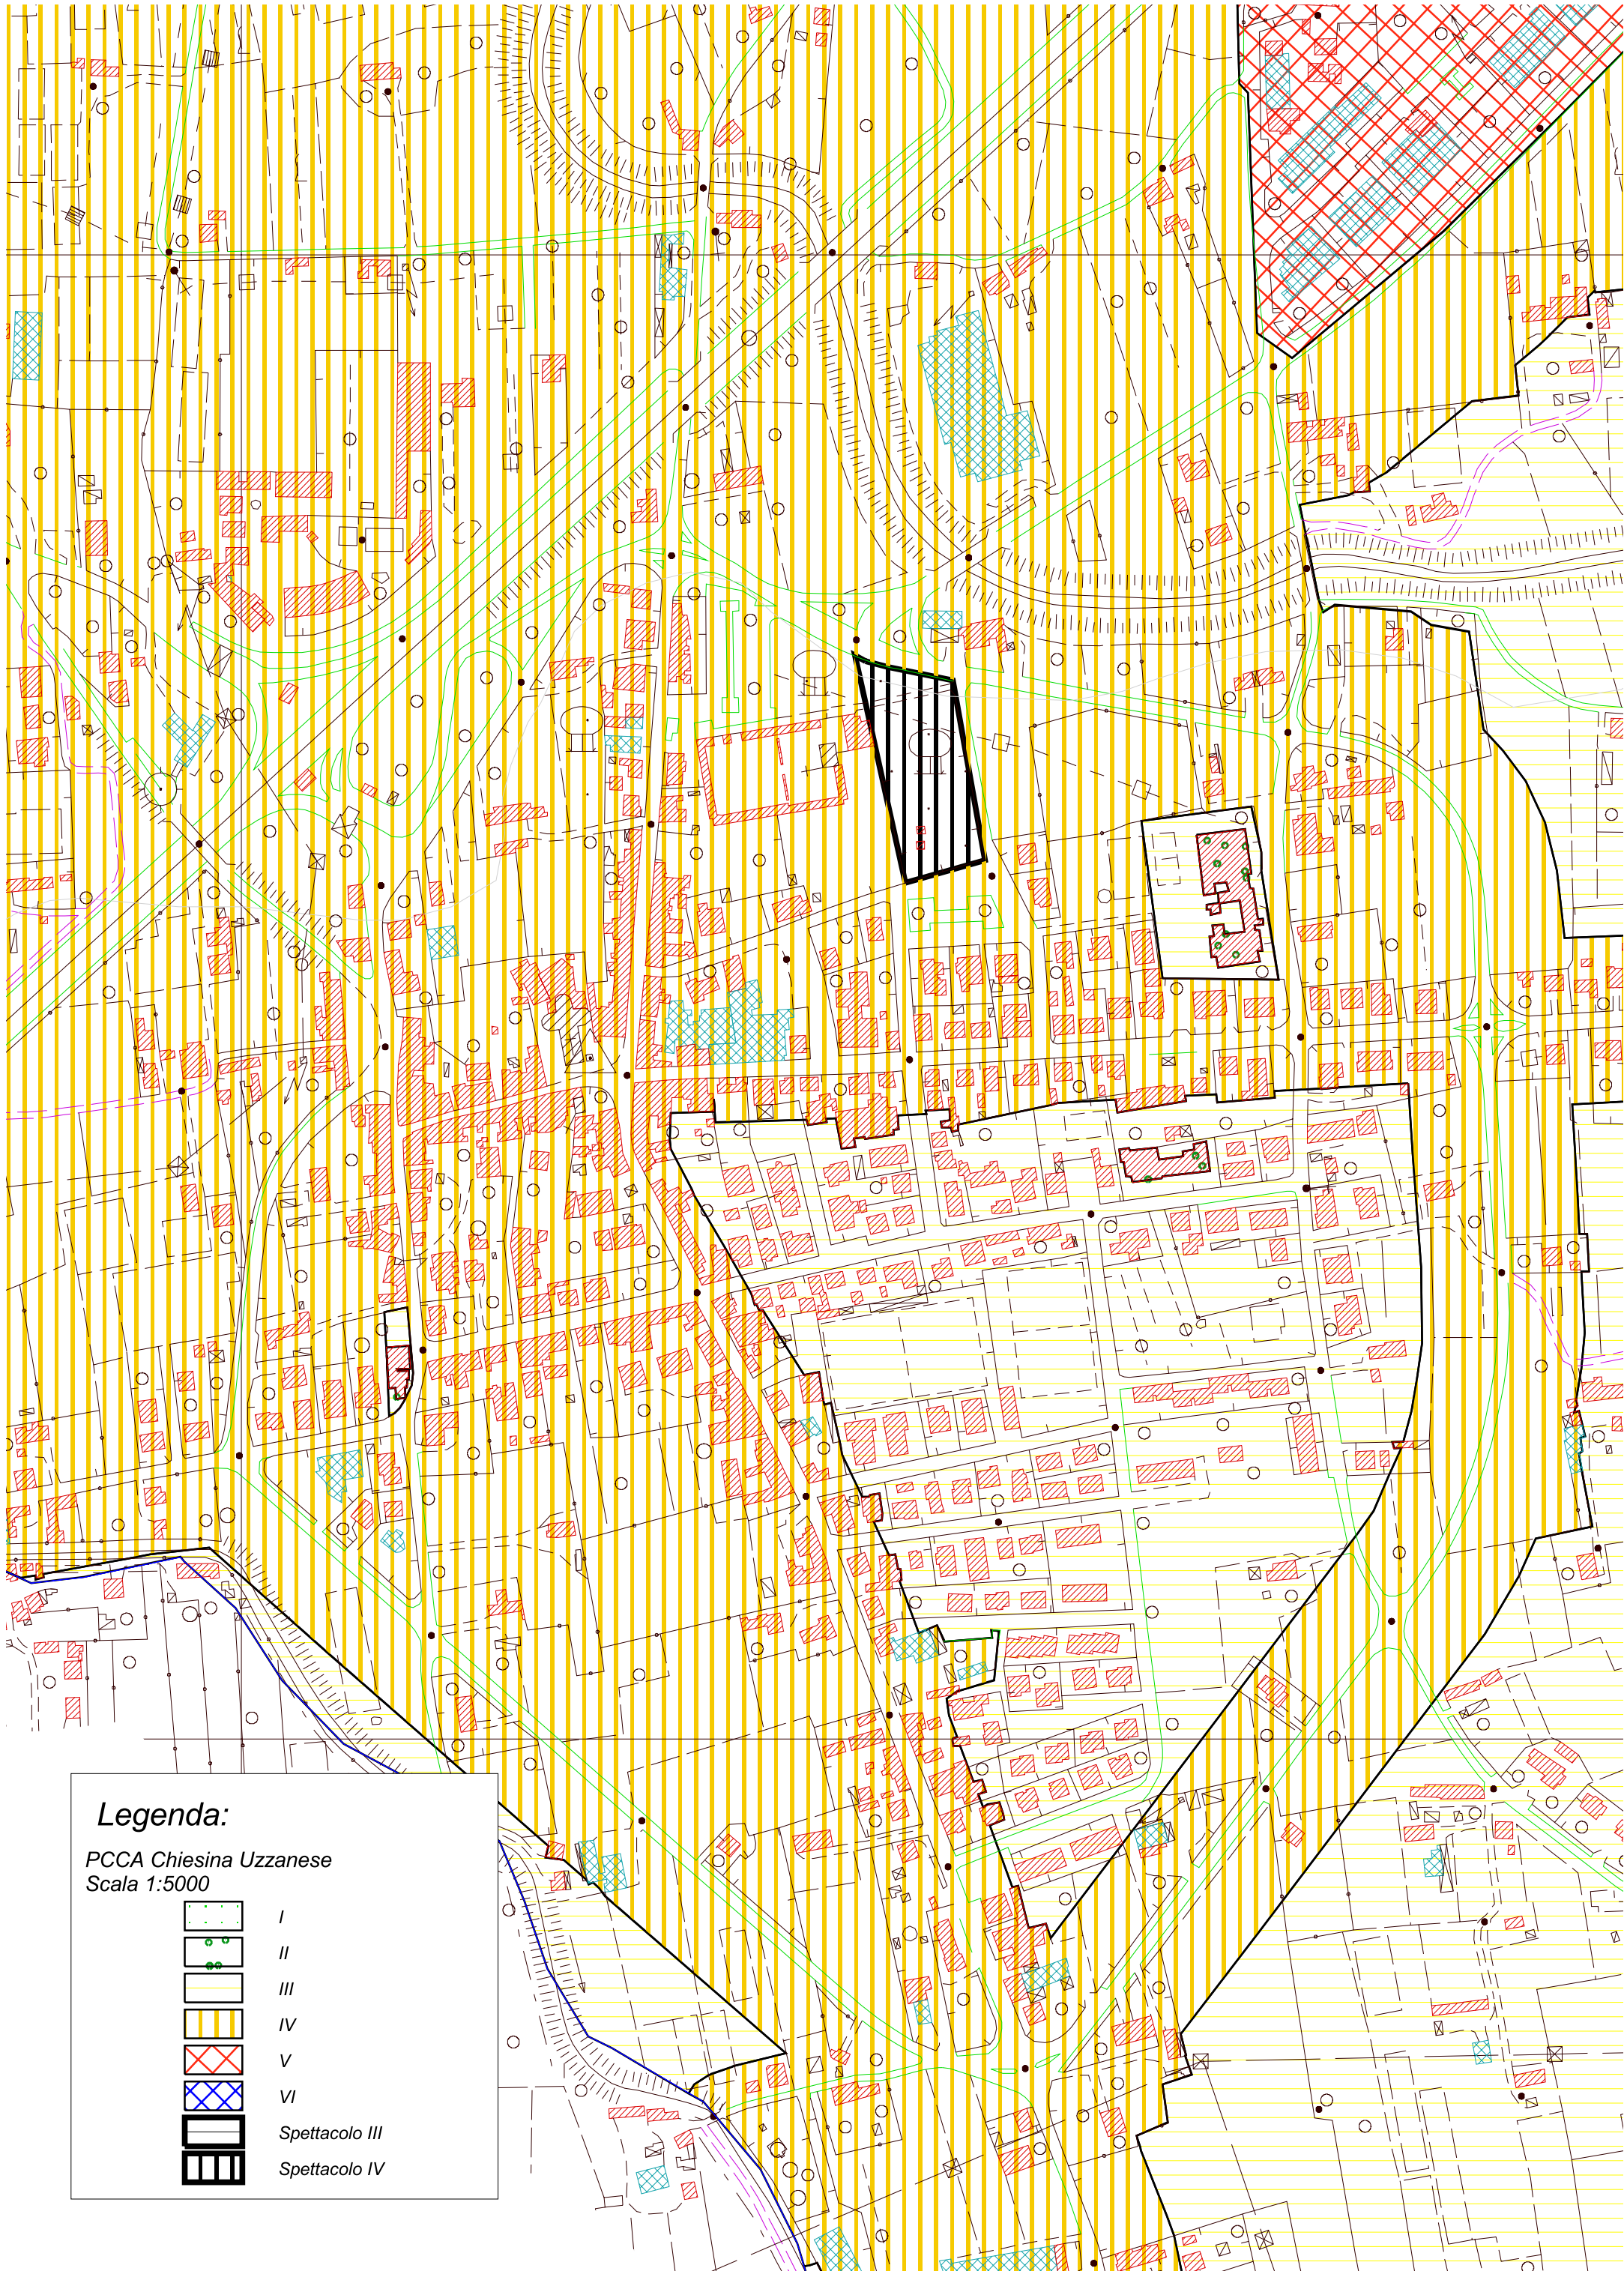 Legenda:
PCCA Chiesina Uzzanese
Scala 1:5000
I
II
III
IV
V
VI
Spettacolo III
Spettacolo IV